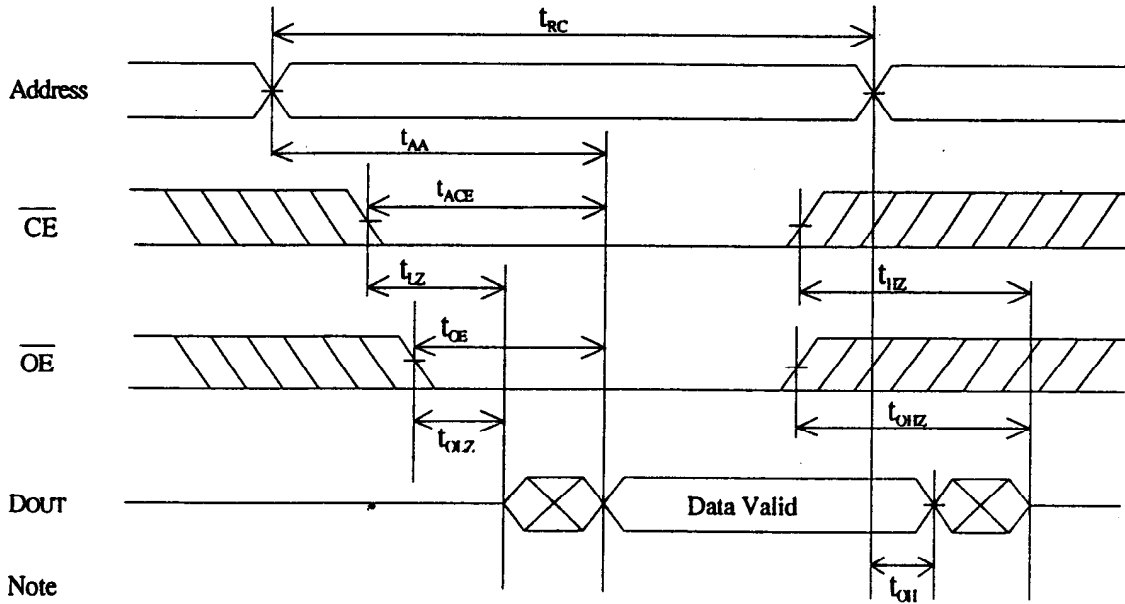 tRC
Address
tAA
tACE
CE
tLZ
tHZ
tOE
OE
tOHZ
tOLZ
DOUT
Data Valid
tOH
Note